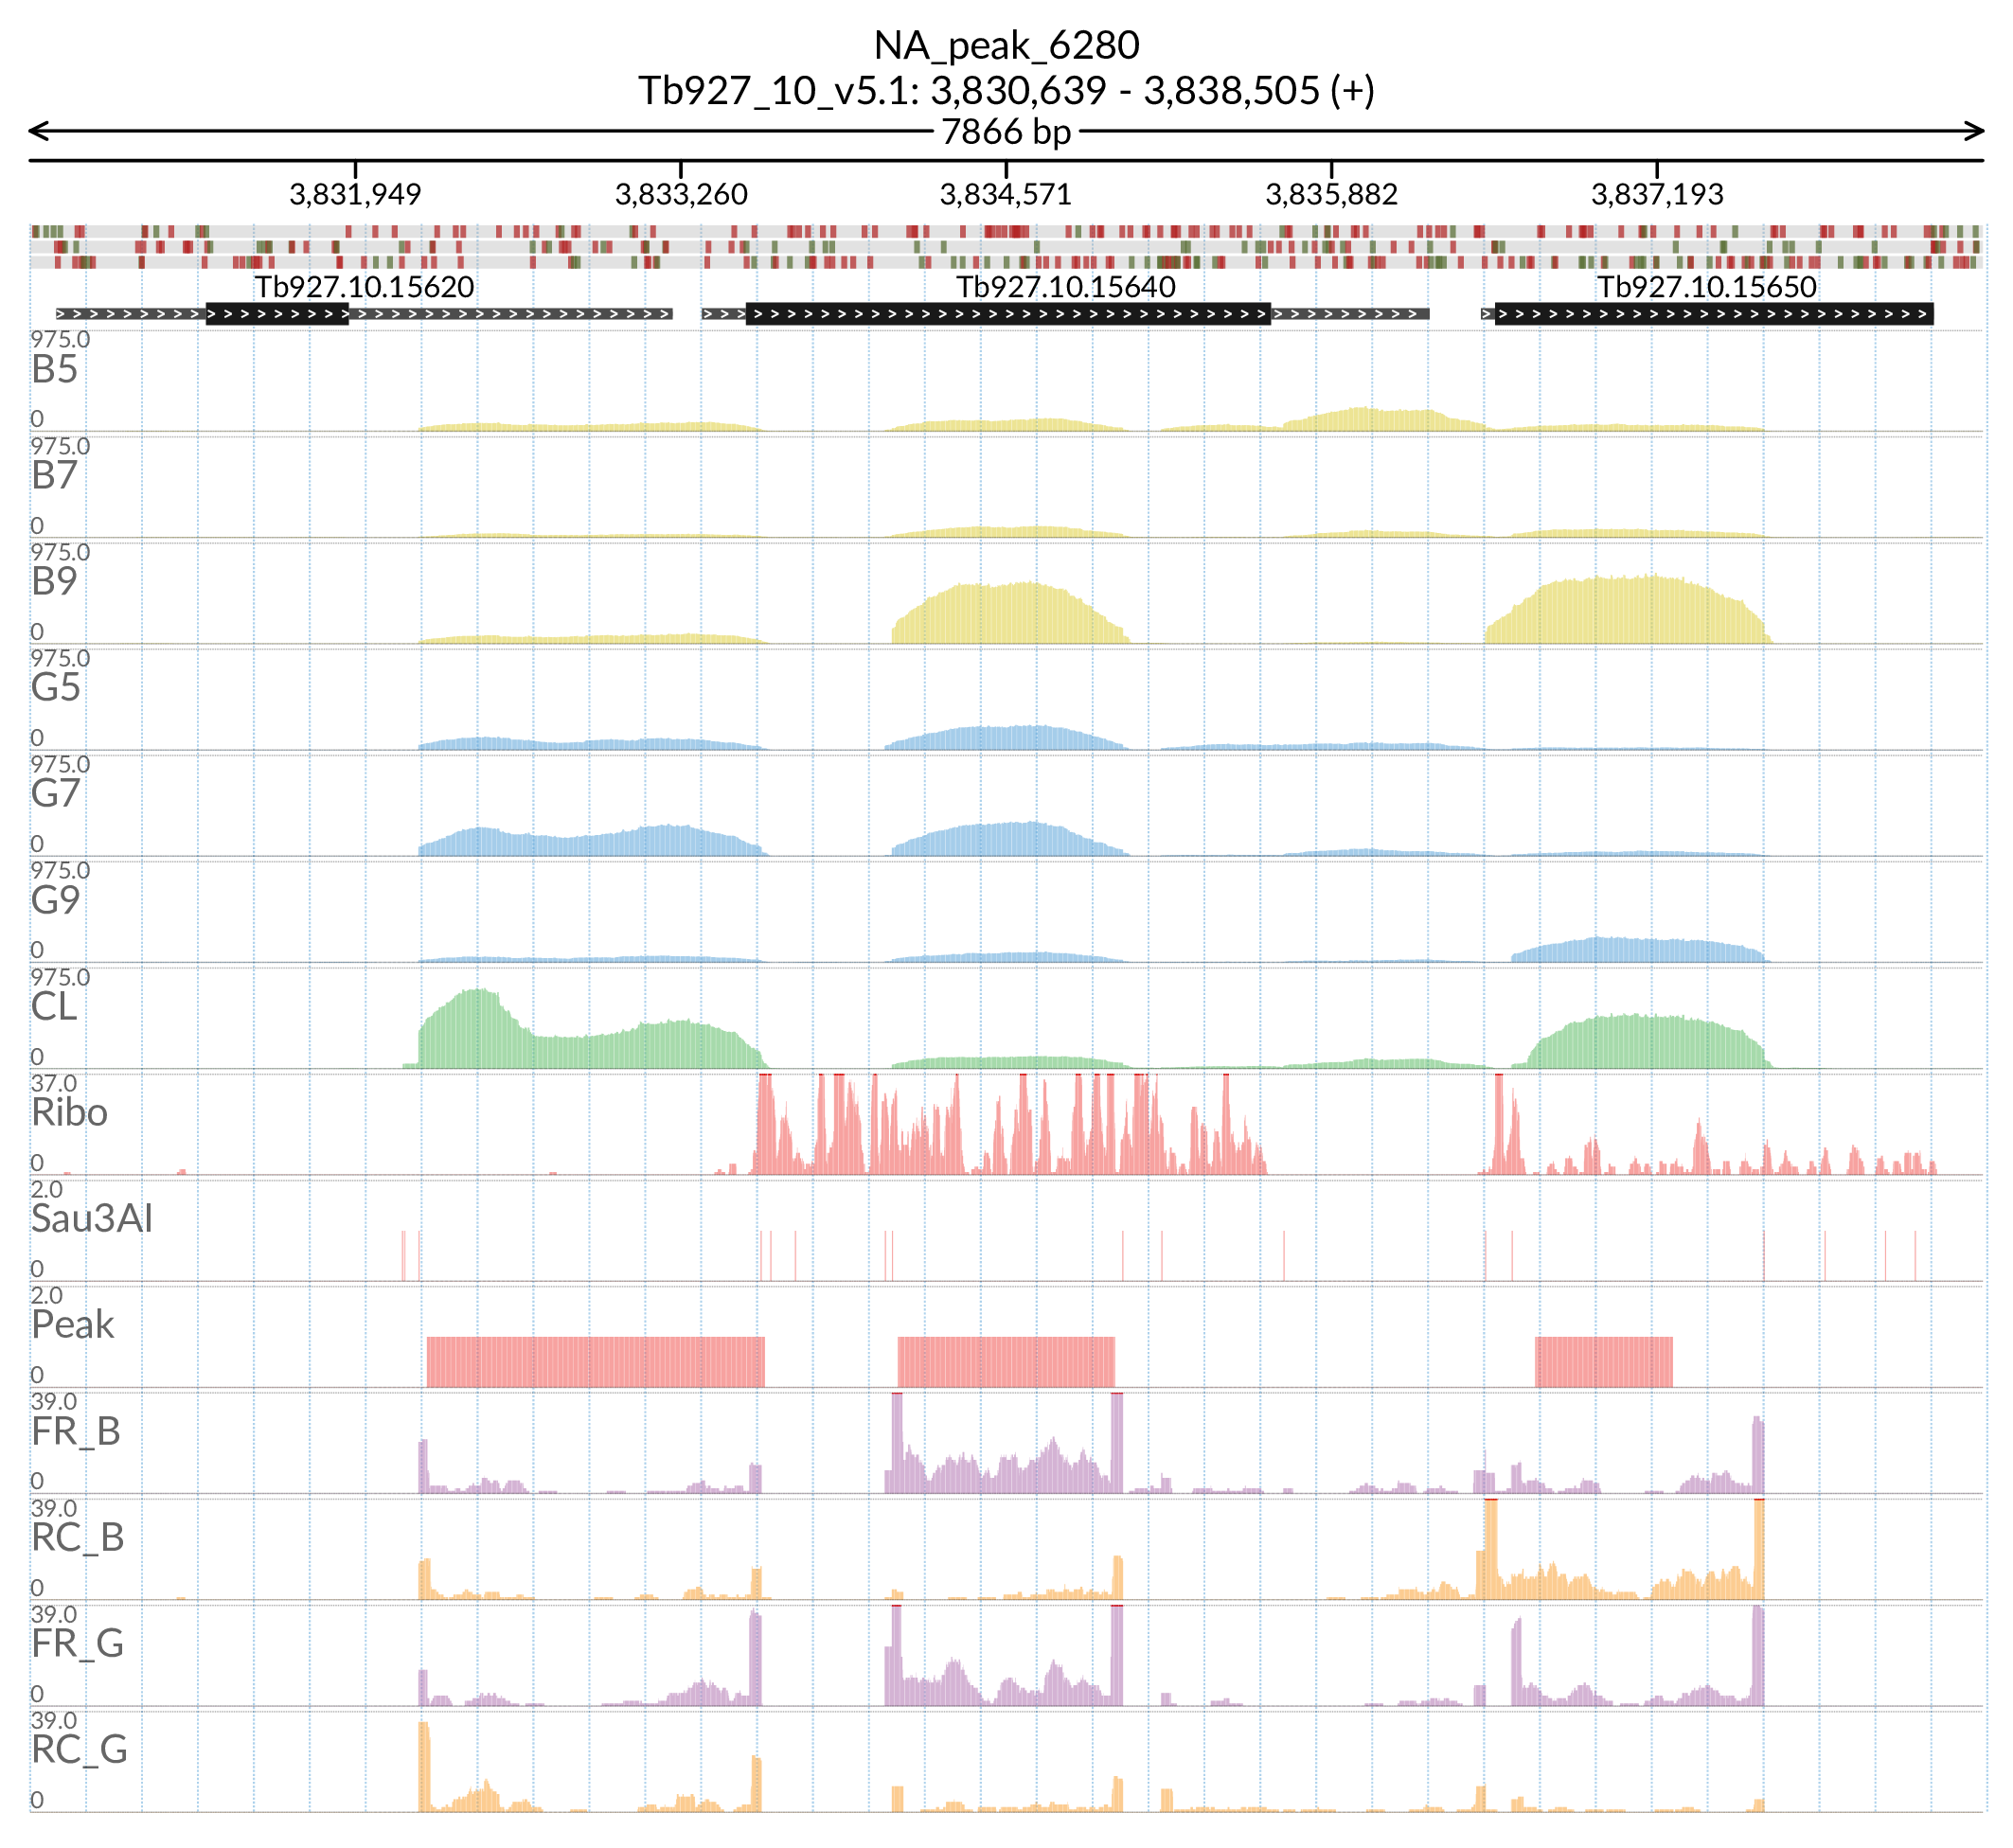 NA_peak_6280
Tb927_10_v5.1: 3,830,639 - 3,838,505 (+)
7866 bp
3,831,949 3,833,260 3,834,571 3,835,882 3,837,193
Tb927.10.15620 Tb927.10.15640 Tb927.10.15650
975.0
B5
0
975.0
B7
0
975.0
B9
0
975.0
G5
0
975.0
G7
0
975.0
G9
0
975.0
CL
0
37.0
Ribo
0
2.0
Sau3AI
0
2.0
Peak
0
39.0
FR_B
0
39.0
RC_B
0
39.0
FR_G
0
39.0
RC_G
0